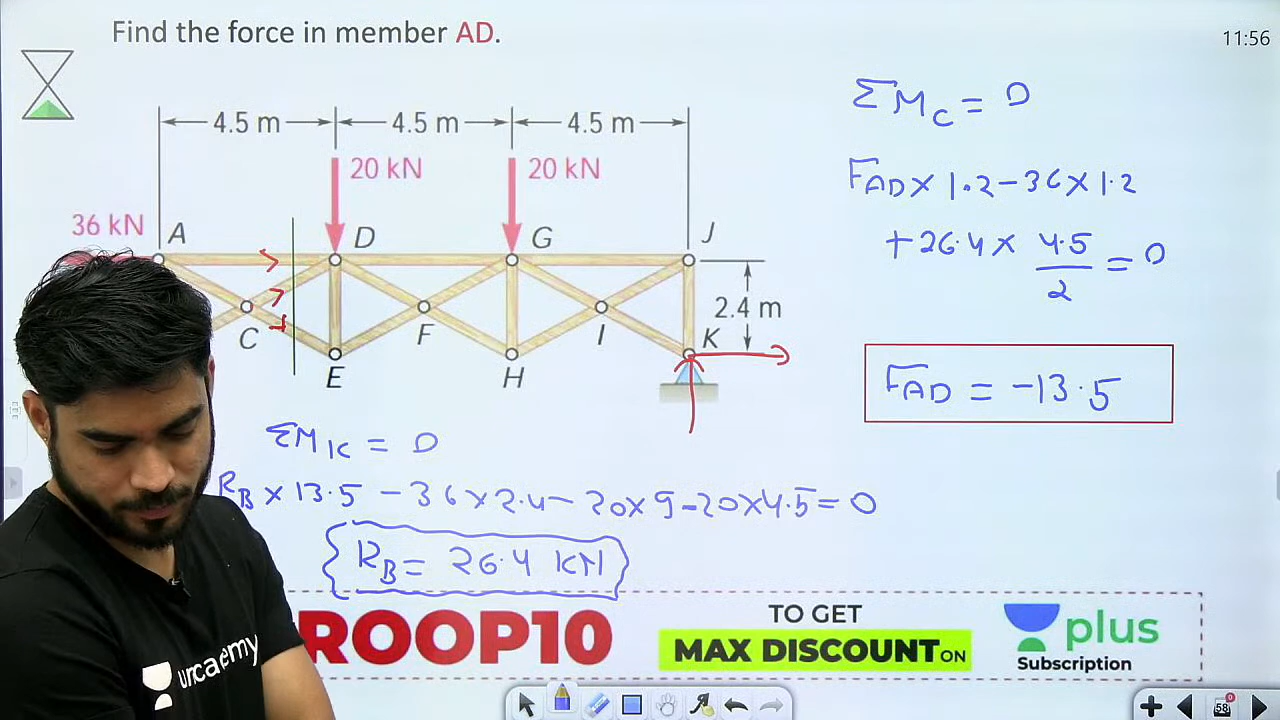 Find the force in member AD.
11:56
4.5 m 4.5 m 4.5 m
20 kN 20 kN
36 kN
A D G J
2.4 m
C F I K
E H
ΣM_C = 0
F_AD × 1.2 - 36 × 1.2
+ 26.4 × 4.5/2 = 0
F_AD = -13.5
ΣM_K = 0
R_B × 13.5 - 36 × 2.4 - 20 × 9 - 20 × 4.5 = 0
R_B = 26.4 KN
ROOP10
TO GET
MAX DISCOUNT ON
plus
Subscription
unacademy
58
0